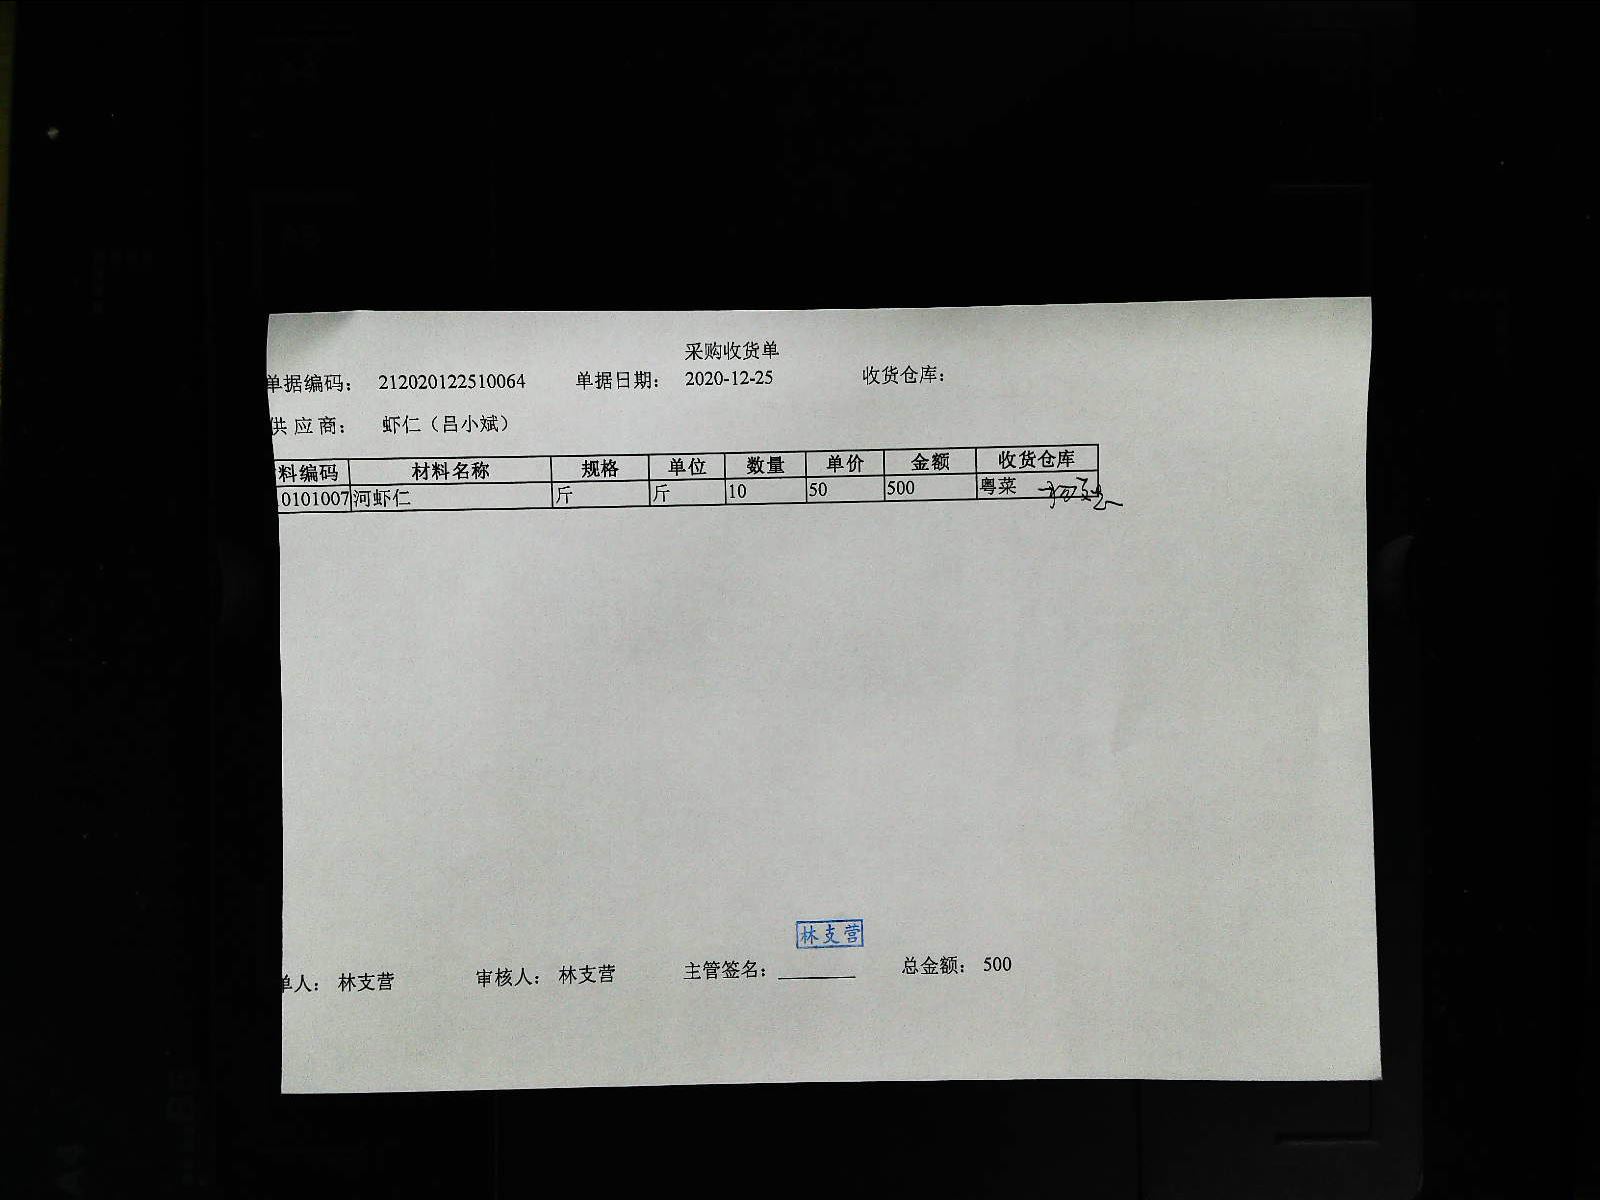 采购收货单
单据编码： 212020122510064 单据日期： 2020-12-25 收货仓库：
供应商： 虾仁（吕小斌）
料编码 材料名称 规格 单位 数量 单价 金额 收货仓库
0101007 河虾仁 斤 斤 10 50 500 粤菜
林支营
单人： 林支营 审核人： 林支营 主管签名： 总金额： 500